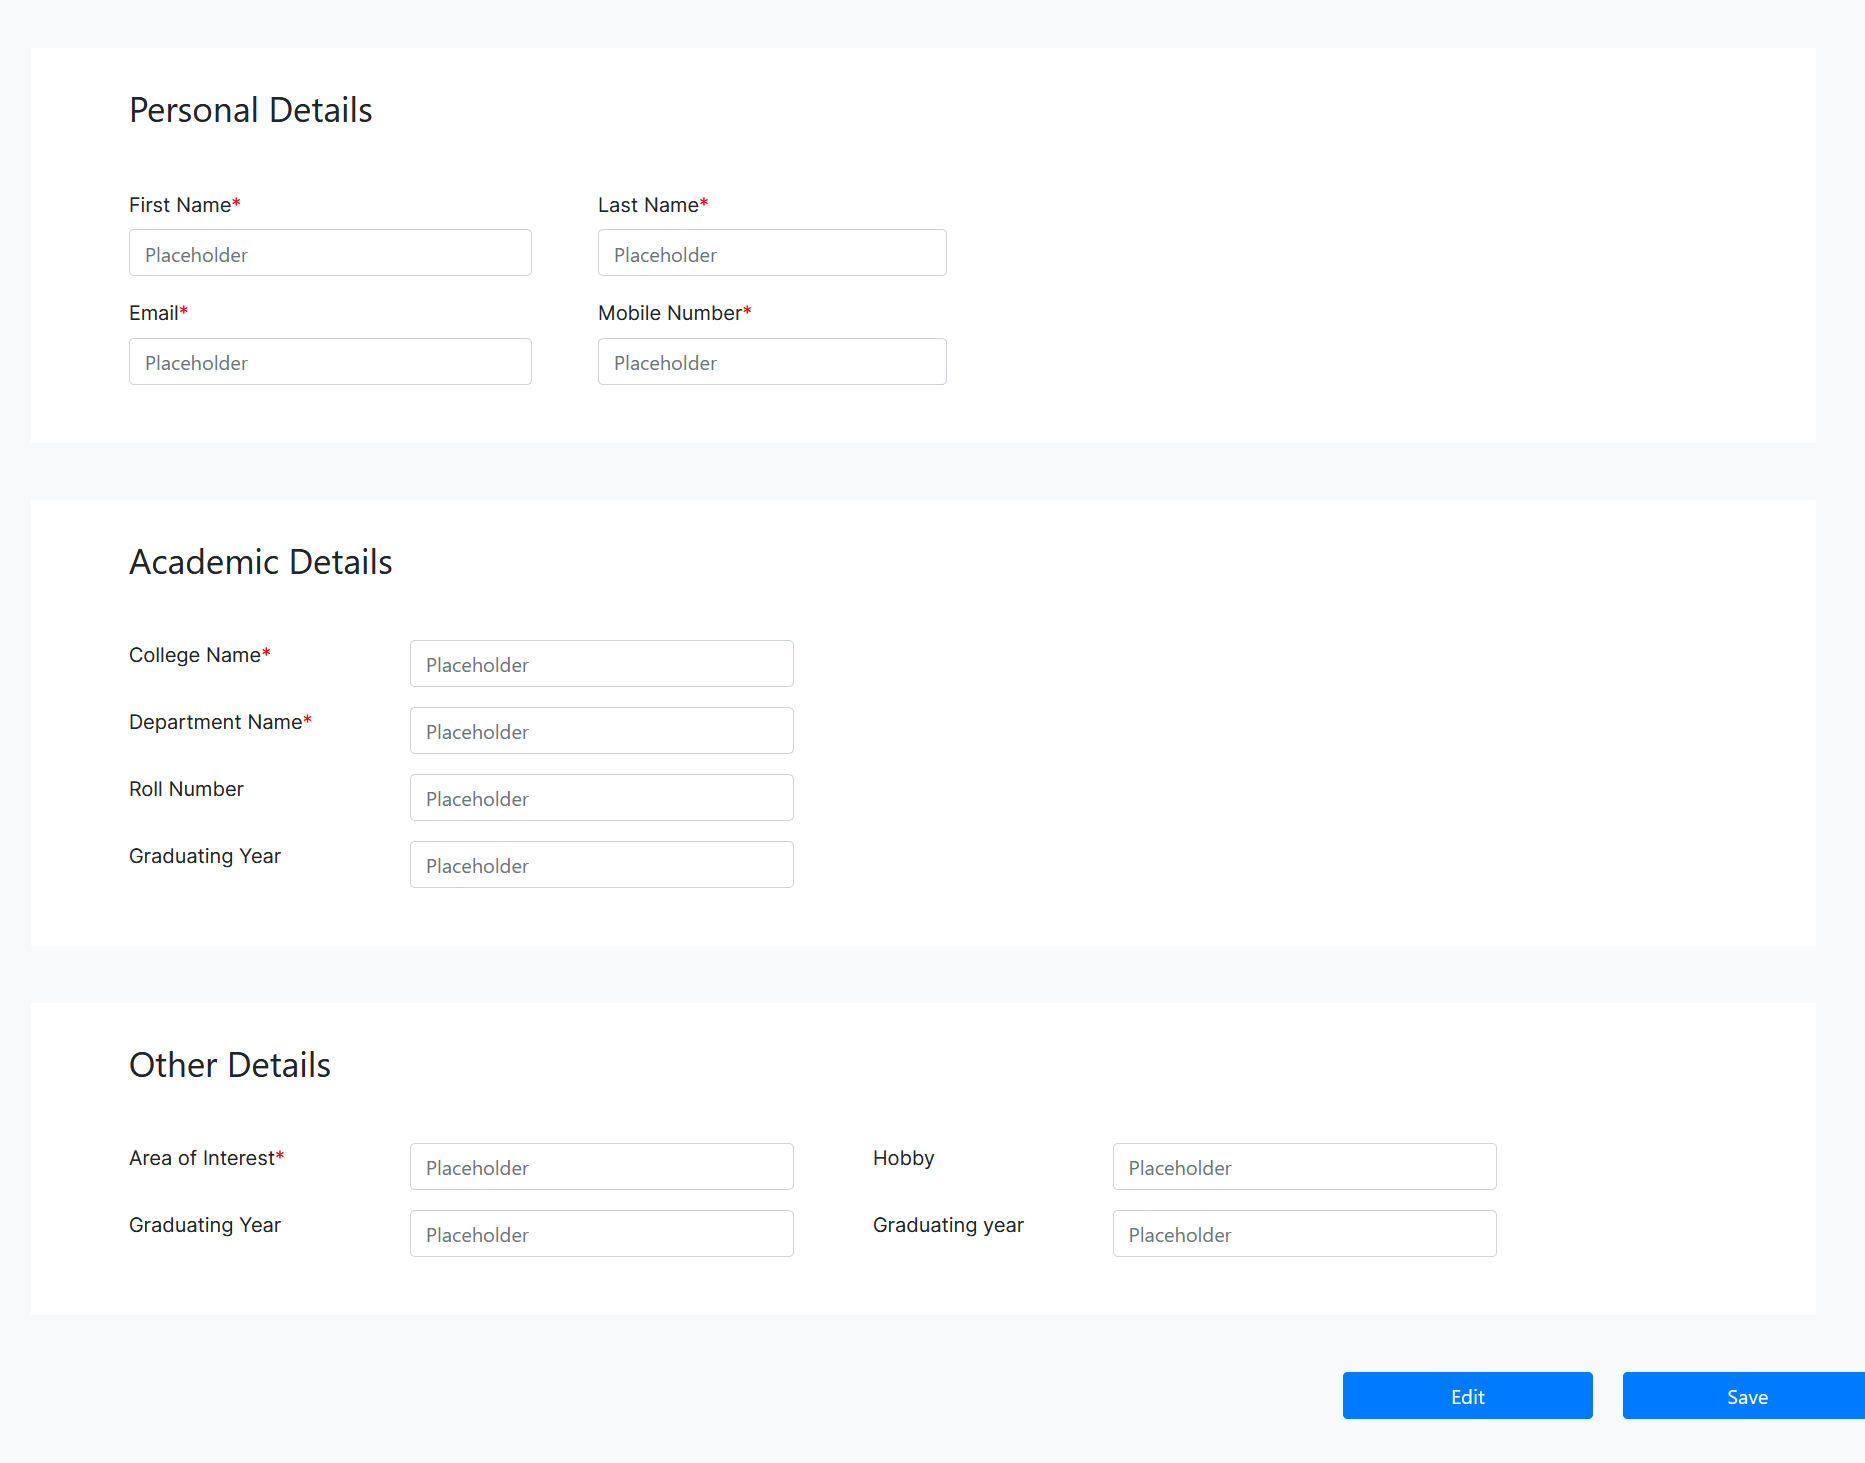 Personal Details
First Name* Last Name*
Placeholder Placeholder
Email* Mobile Number*
Placeholder Placeholder
Academic Details
College Name* Placeholder
Department Name* Placeholder
Roll Number Placeholder
Graduating Year Placeholder
Other Details
Area of Interest* Placeholder Hobby Placeholder
Graduating Year Placeholder Graduating year Placeholder
Edit Save